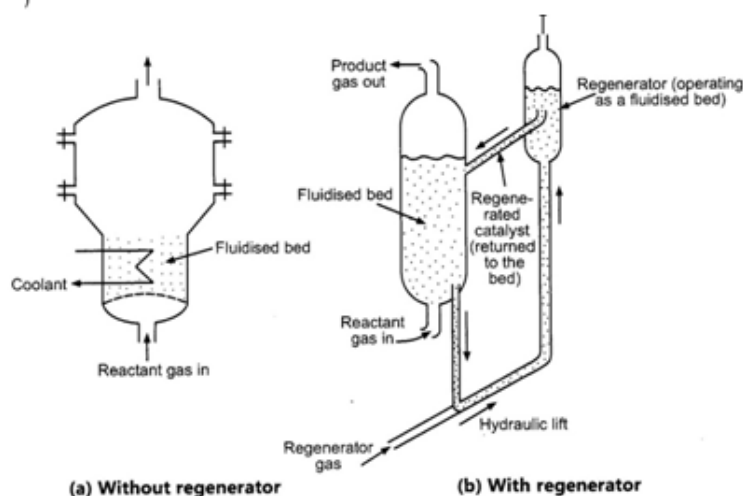 Fluidised bed
Coolant
Reactant gas in
(a) Without regenerator
Product
gas out
Regenerator (operating
as a fluidised bed)
Fluidised bed
Regene-
rated
catalyst
(returned
to the
bed)
Reactant
gas in
Hydraulic lift
Regenerator
gas
(b) With regenerator